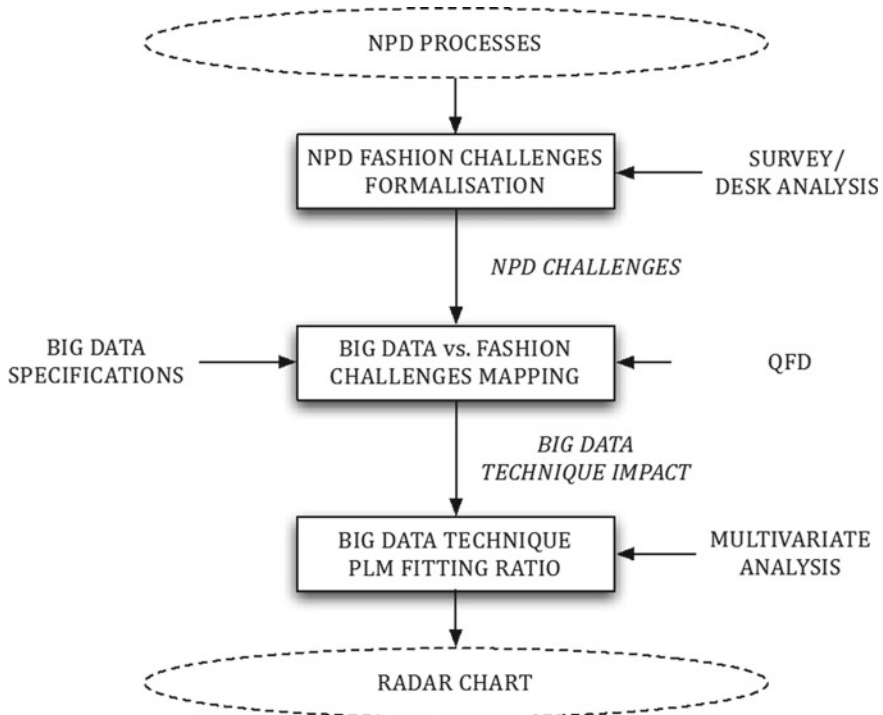 NPD PROCESSES
NPD FASHION CHALLENGES
FORMALISATION
SURVEY/
DESK ANALYSIS
NPD CHALLENGES
BIG DATA
SPECIFICATIONS
BIG DATA vs. FASHION
CHALLENGES MAPPING
QFD
BIG DATA
TECHNIQUE IMPACT
BIG DATA TECHNIQUE
PLM FITTING RATIO
MULTIVARIATE
ANALYSIS
RADAR CHART